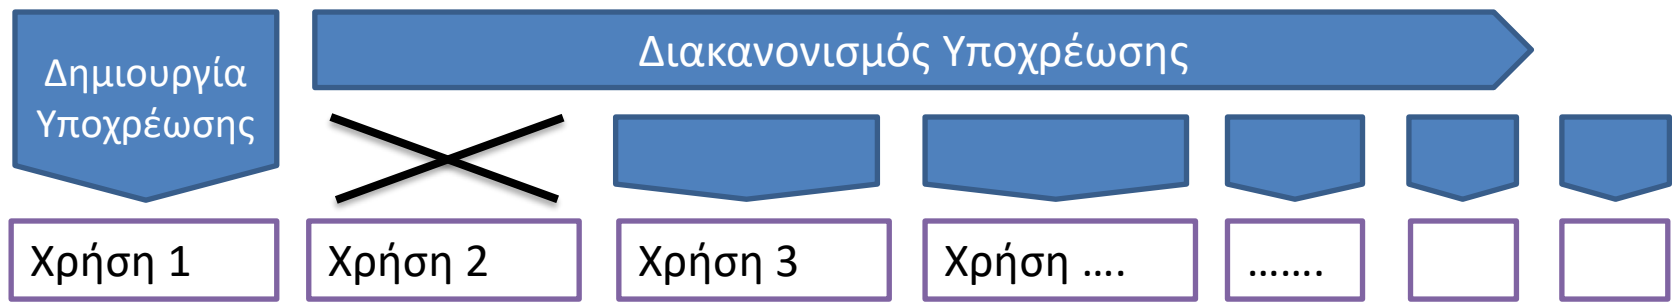 Δημιουργία
Υποχρέωσης
Διακανονισμός Υποχρέωσης
Χρήση 1
Χρήση 2
Χρήση 3
Χρήση ....
.......